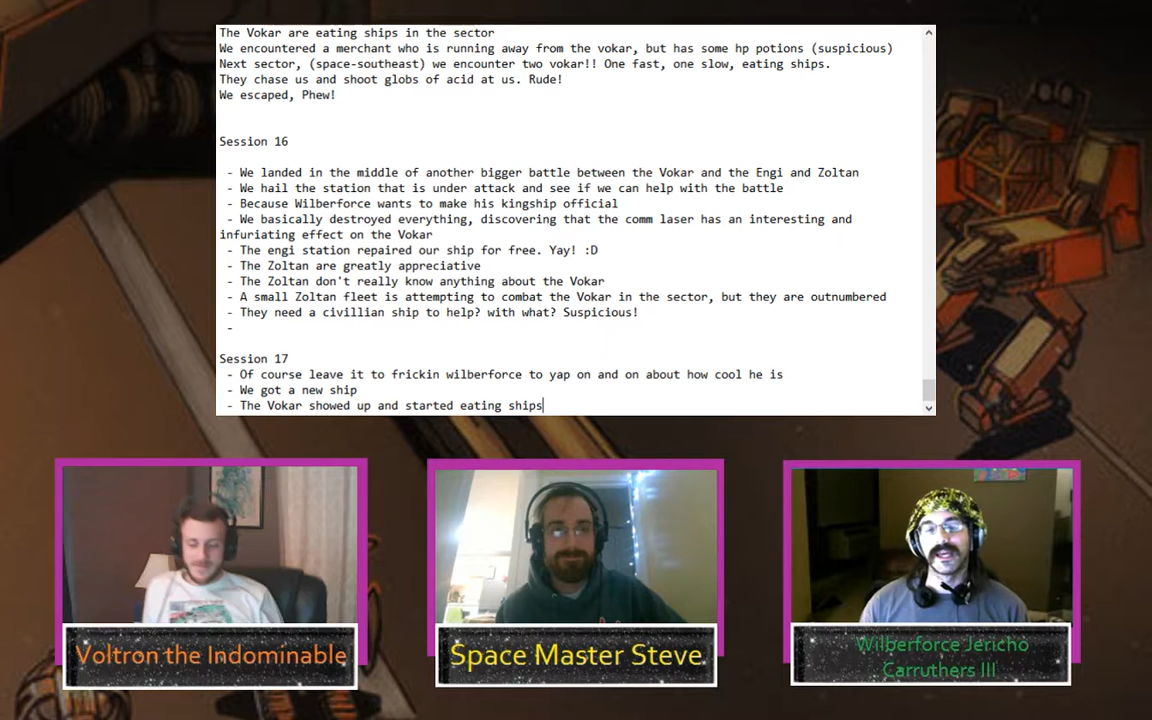 The Vokar are eating ships in the sector
We encountered a merchant who is running away from the vokar, but has some hp potions (suspicious)
Next sector, (space-southeast) we encounter two vokar!! One fast, one slow, eating ships.
They chase us and shoot globs of acid at us. Rude!
We escaped, Phew!
Session 16
- We landed in the middle of another bigger battle between the Vokar and the Engi and Zoltan
- We hail the station that is under attack and see if we can help with the battle
- Because Wilberforce wants to make his kingship official
- We basically destroyed everything, discovering that the comm laser has an interesting and
infuriating effect on the Vokar
- The engi station repaired our ship for free. Yay! :D
- The Zoltan are greatly appreciative
- The Zoltan don't really know anything about the Vokar
- A small Zoltan fleet is attempting to combat the Vokar in the sector, but they are outnumbered
- They need a civillian ship to help? with what? Suspicious!
-
Session 17
- Of course leave it to frickin wilberforce to yap on and on about how cool he is
- We got a new ship
- The Vokar showed up and started eating ships
Voltron the Indominable
Space Master Steve
Wilberforce Jericho
Carruthers III